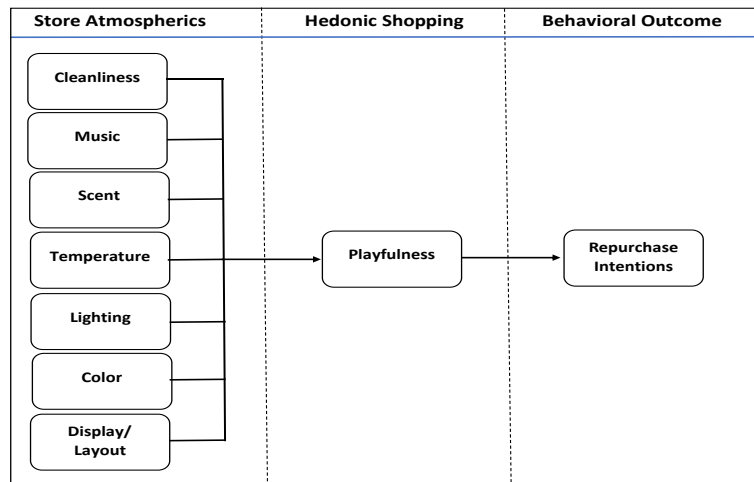 Store Atmospherics
Hedonic Shopping
Behavioral Outcome
Cleanliness
Music
Scent
Temperature
Lighting
Color
Display/
Layout
Playfulness
Repurchase
Intentions